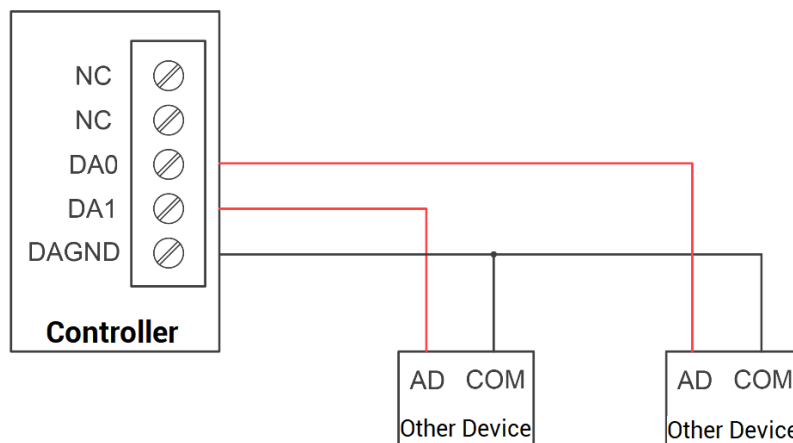 NC
NC
DA0
DA1
DAGND
Controller
AD COM
Other Device
AD COM
Other Device